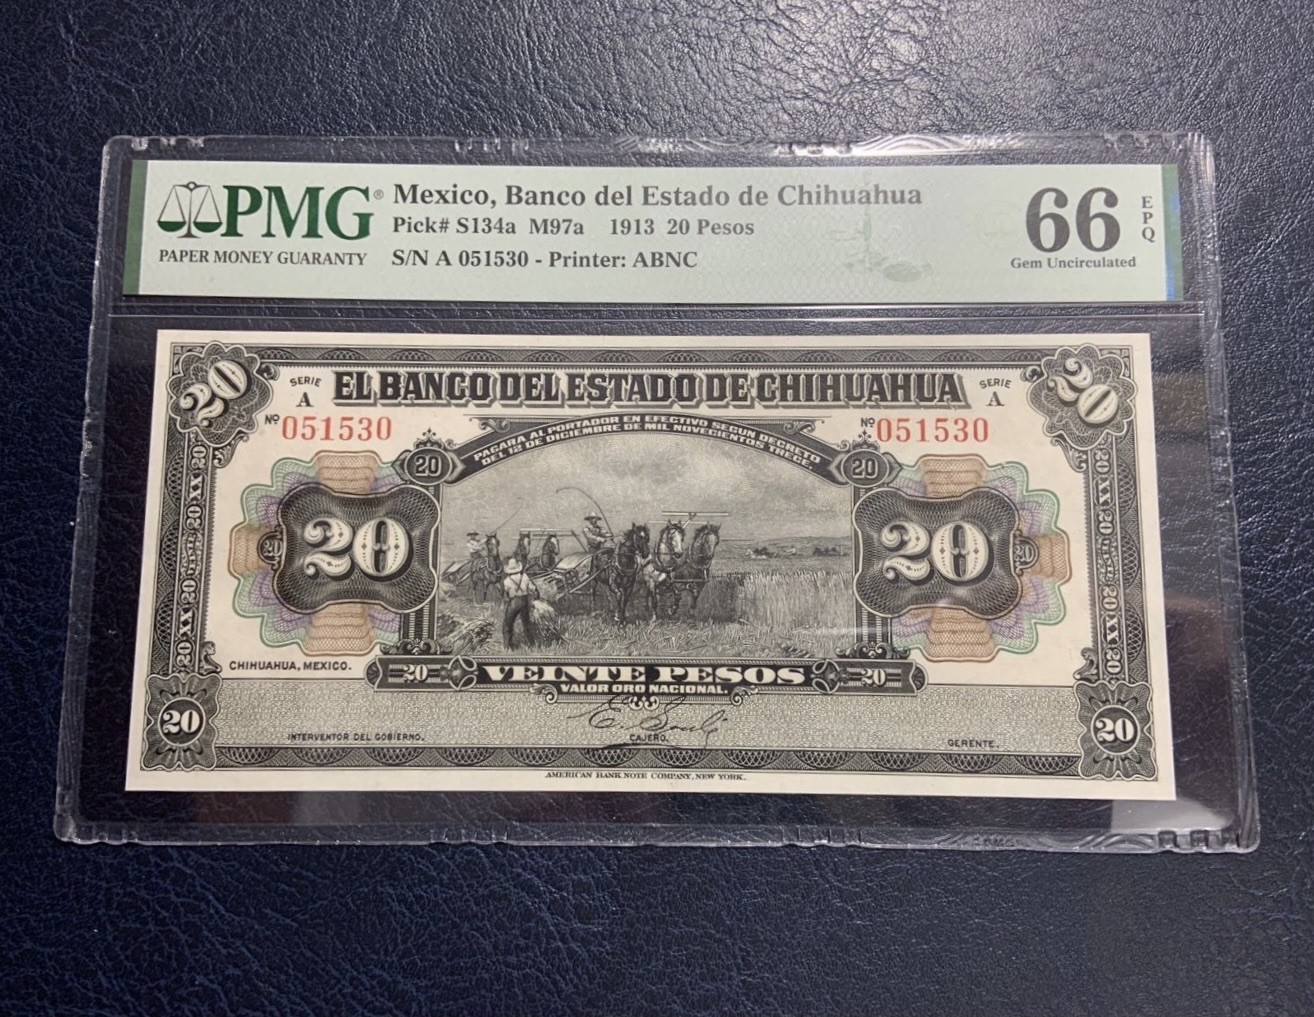 PMG®
PAPER MONEY GUARANTY
Mexico, Banco del Estado de Chihuahua
Pick# S134a M97a 1913 20 Pesos
S/N A 051530 - Printer: ABNC
66
EPQ
Gem Uncirculated
20
SERIE
A
EL BANCO DEL ESTADO DE CHIHUAHUA
SERIE
A
20
Nº 051530
PAGARA AL PORTADOR EN EFECTIVO SEGUN DECRETO
DEL 12 DE DICIEMBRE DE MIL NOVECIENTOS TRECE.
Nº 051530
20
20
20
20
20
20
CHIHUAHUA, MEXICO.
20
VEINTE PESOS
20
VALOR ORO NACIONAL.
20
INTERVENTOR DEL GOBIERNO.
CAJERO.
GERENTE.
20
AMERICAN BANK NOTE COMPANY, NEW YORK.